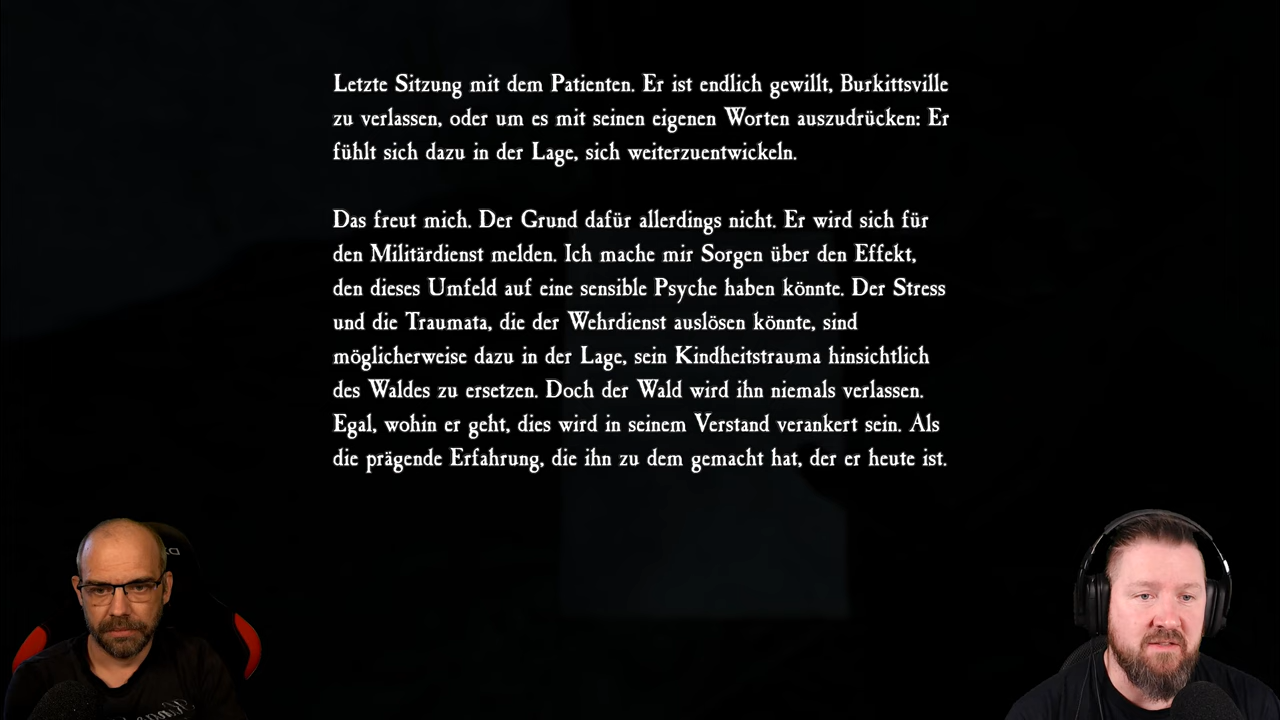 Letzte Sitzung mit dem Patienten. Er ist endlich gewillt, Burkittsville
zu verlassen, oder um es mit seinen eigenen Worten auszudrücken: Er
fühlt sich dazu in der Lage, sich weiterzuentwickeln.
Das freut mich. Der Grund dafür allerdings nicht. Er wird sich für
den Militärdienst melden. Ich mache mir Sorgen über den Effekt,
den dieses Umfeld auf eine sensible Psyche haben könnte. Der Stress
und die Traumata, die der Wehrdienst auslösen könnte, sind
möglicherweise dazu in der Lage, sein Kindheitstrauma hinsichtlich
des Waldes zu ersetzen. Doch der Wald wird ihn niemals verlassen.
Egal, wohin er geht, dies wird in seinem Verstand verankert sein. Als
die prägende Erfahrung, die ihn zu dem gemacht hat, der er heute ist.